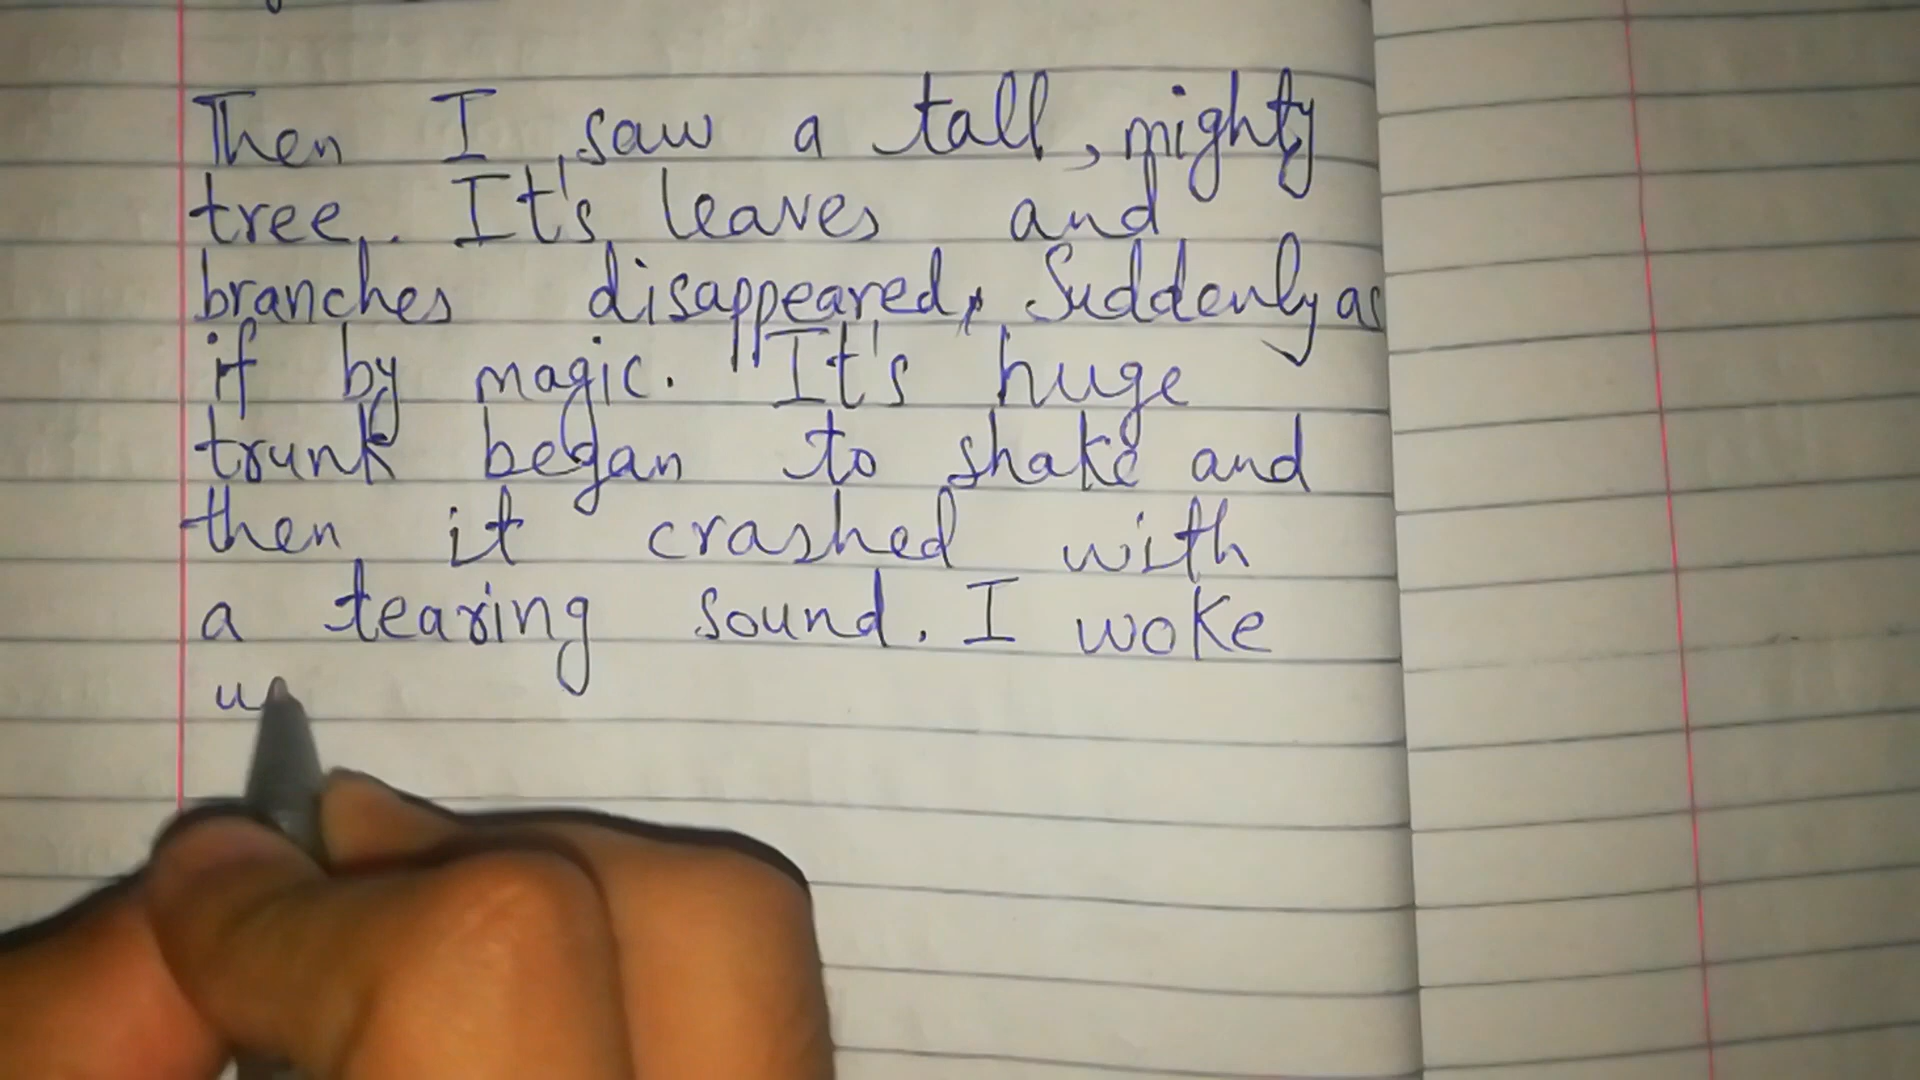 Then I saw a tall, mighty
tree. It's leaves and
branches disappeared, Suddenly as
if by magic. It's huge
trunk began to shake and
then it crashed with
a tearing sound. I woke
u